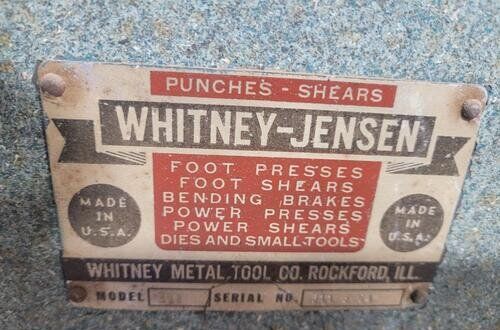 PUNCHES - SHEARS
WHITNEY-JENSEN
FOOT PRESSES
FOOT SHEARS
BENDING BRAKES
POWER PRESSES
POWER SHEARS
DIES AND SMALL TOOLS
MADE IN U.S.A.
MADE IN U.S.A.
WHITNEY METAL TOOL CO. ROCKFORD, ILL.
MODEL SERIAL NO.